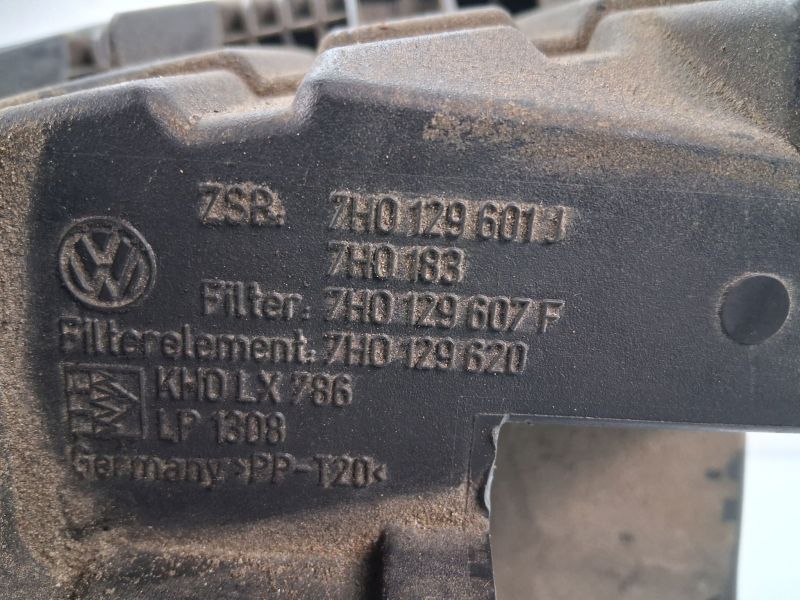 ZSB: 7H0 129 601 J
7H0 183
Filter: 7H0 129 607 F
Filterelement: 7H0 129 620
KHD LX 786
LP 1308
Germany >PP-T20<